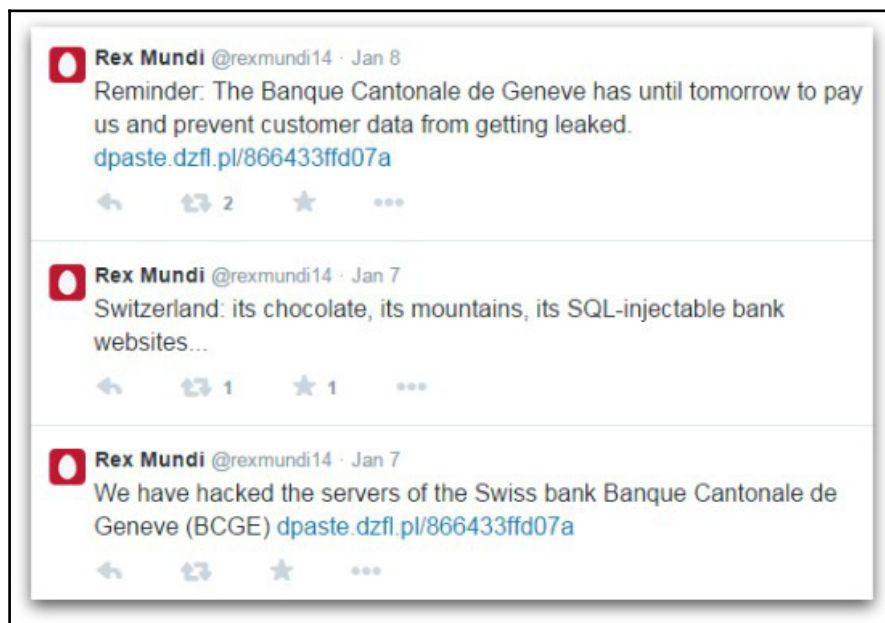 Rex Mundi @rexmundi14 · Jan 8
Reminder: The Banque Cantonale de Geneve has until tomorrow to pay
us and prevent customer data from getting leaked.
dpaste.dzfl.pl/866433ffd07a
2
Rex Mundi @rexmundi14 · Jan 7
Switzerland: its chocolate, its mountains, its SQL-injectable bank
websites...
1 1
Rex Mundi @rexmundi14 · Jan 7
We have hacked the servers of the Swiss bank Banque Cantonale de
Geneve (BCGE) dpaste.dzfl.pl/866433ffd07a